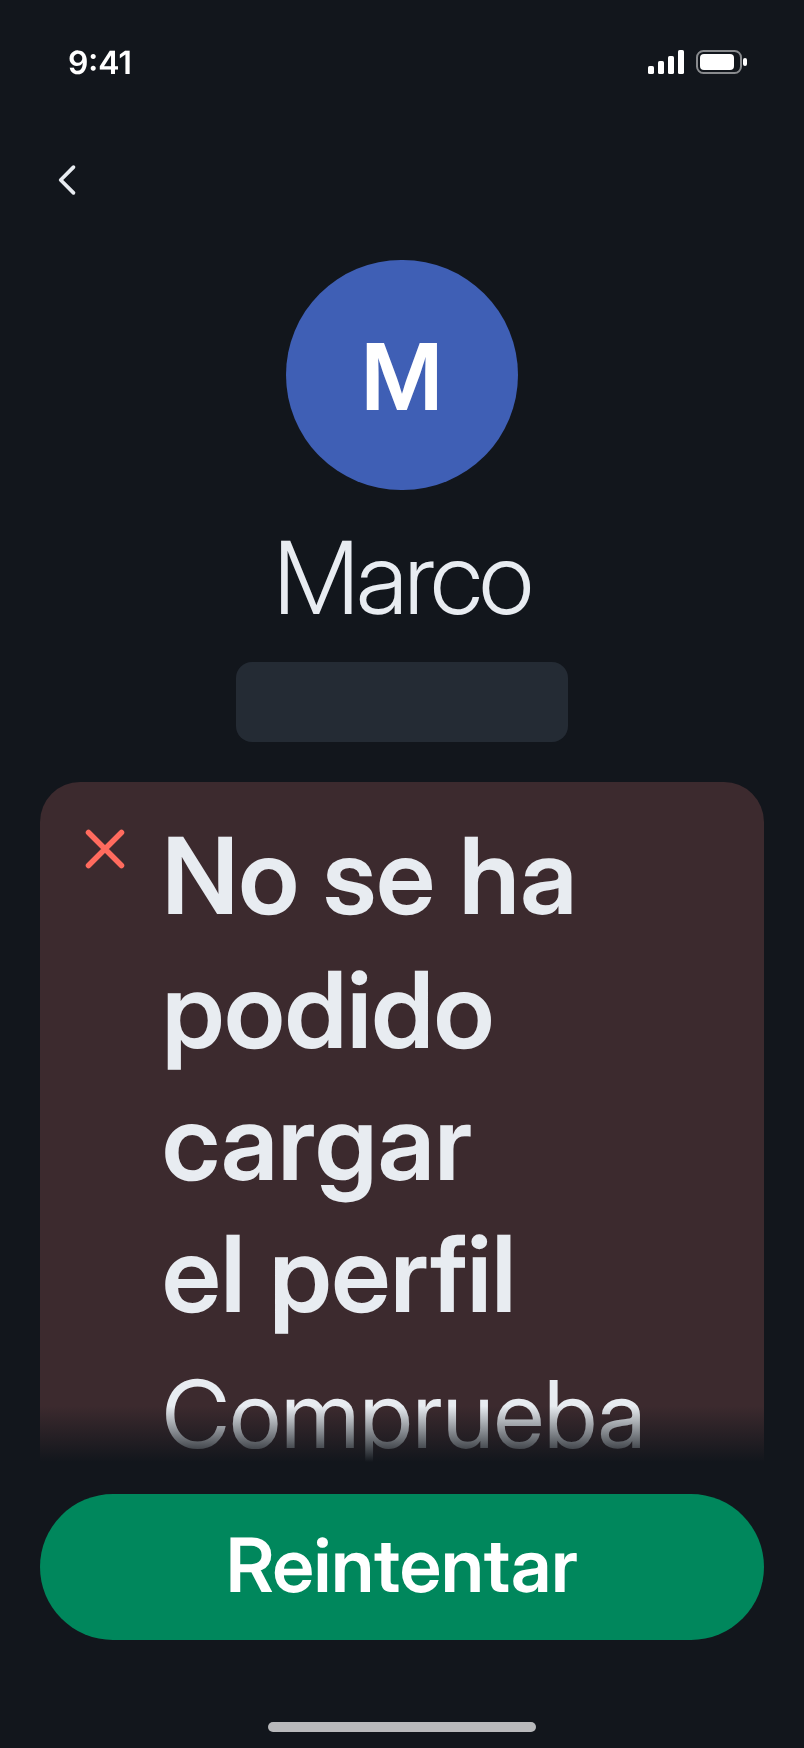 9:41
M
Marco
No se ha
podido
cargar
el perfil
Comprueba
Reintentar